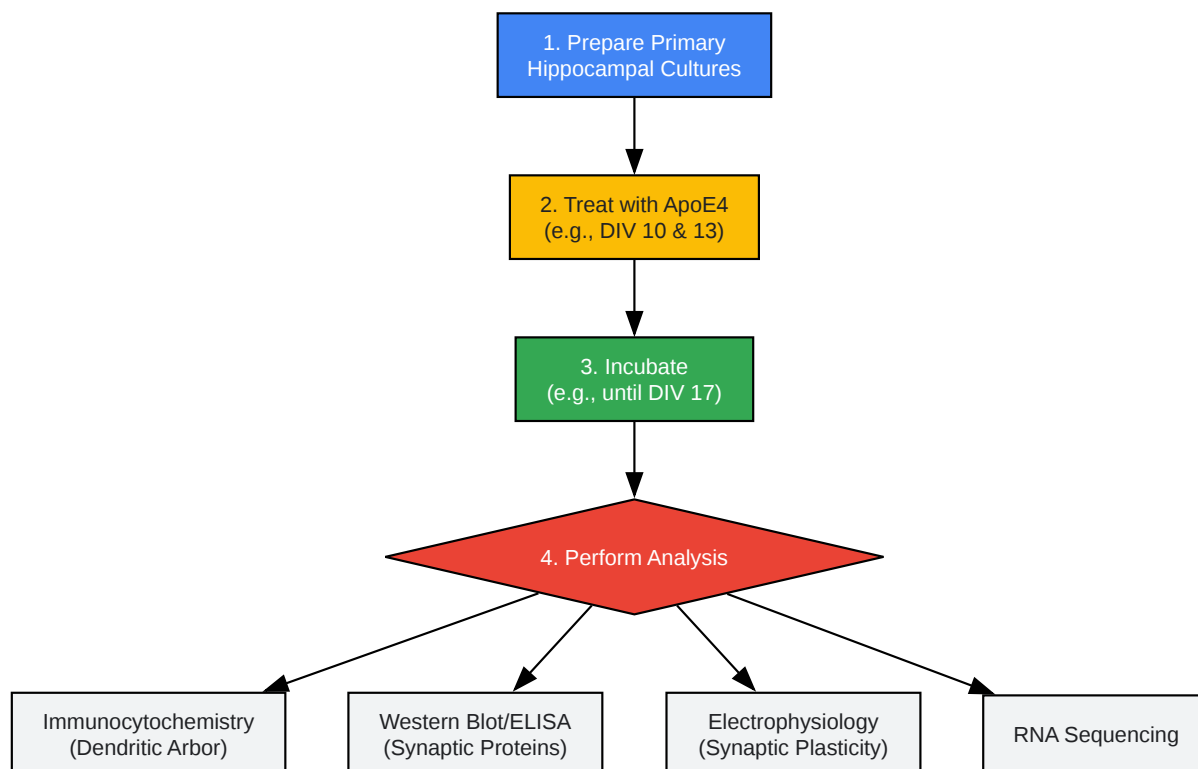 1. Prepare Primary
Hippocampal Cultures
2. Treat with ApoE4
(e.g., DIV 10 & 13)
3. Incubate
(e.g., until DIV 17)
4. Perform Analysis
Immunocytochemistry
(Dendritic Arbor)
Western Blot/ELISA
(Synaptic Proteins)
Electrophysiology
(Synaptic Plasticity)
RNA Sequencing